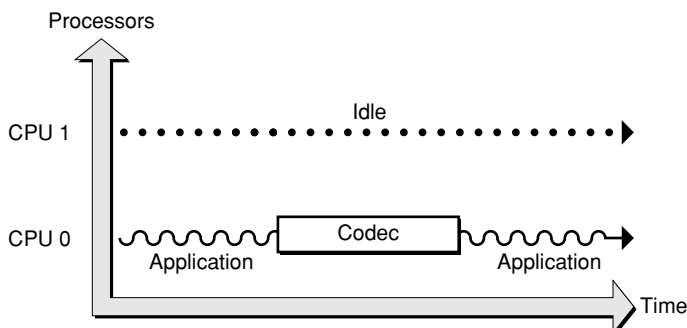 Processors
Idle
CPU 1
CPU 0
Codec
Application
Application
Time